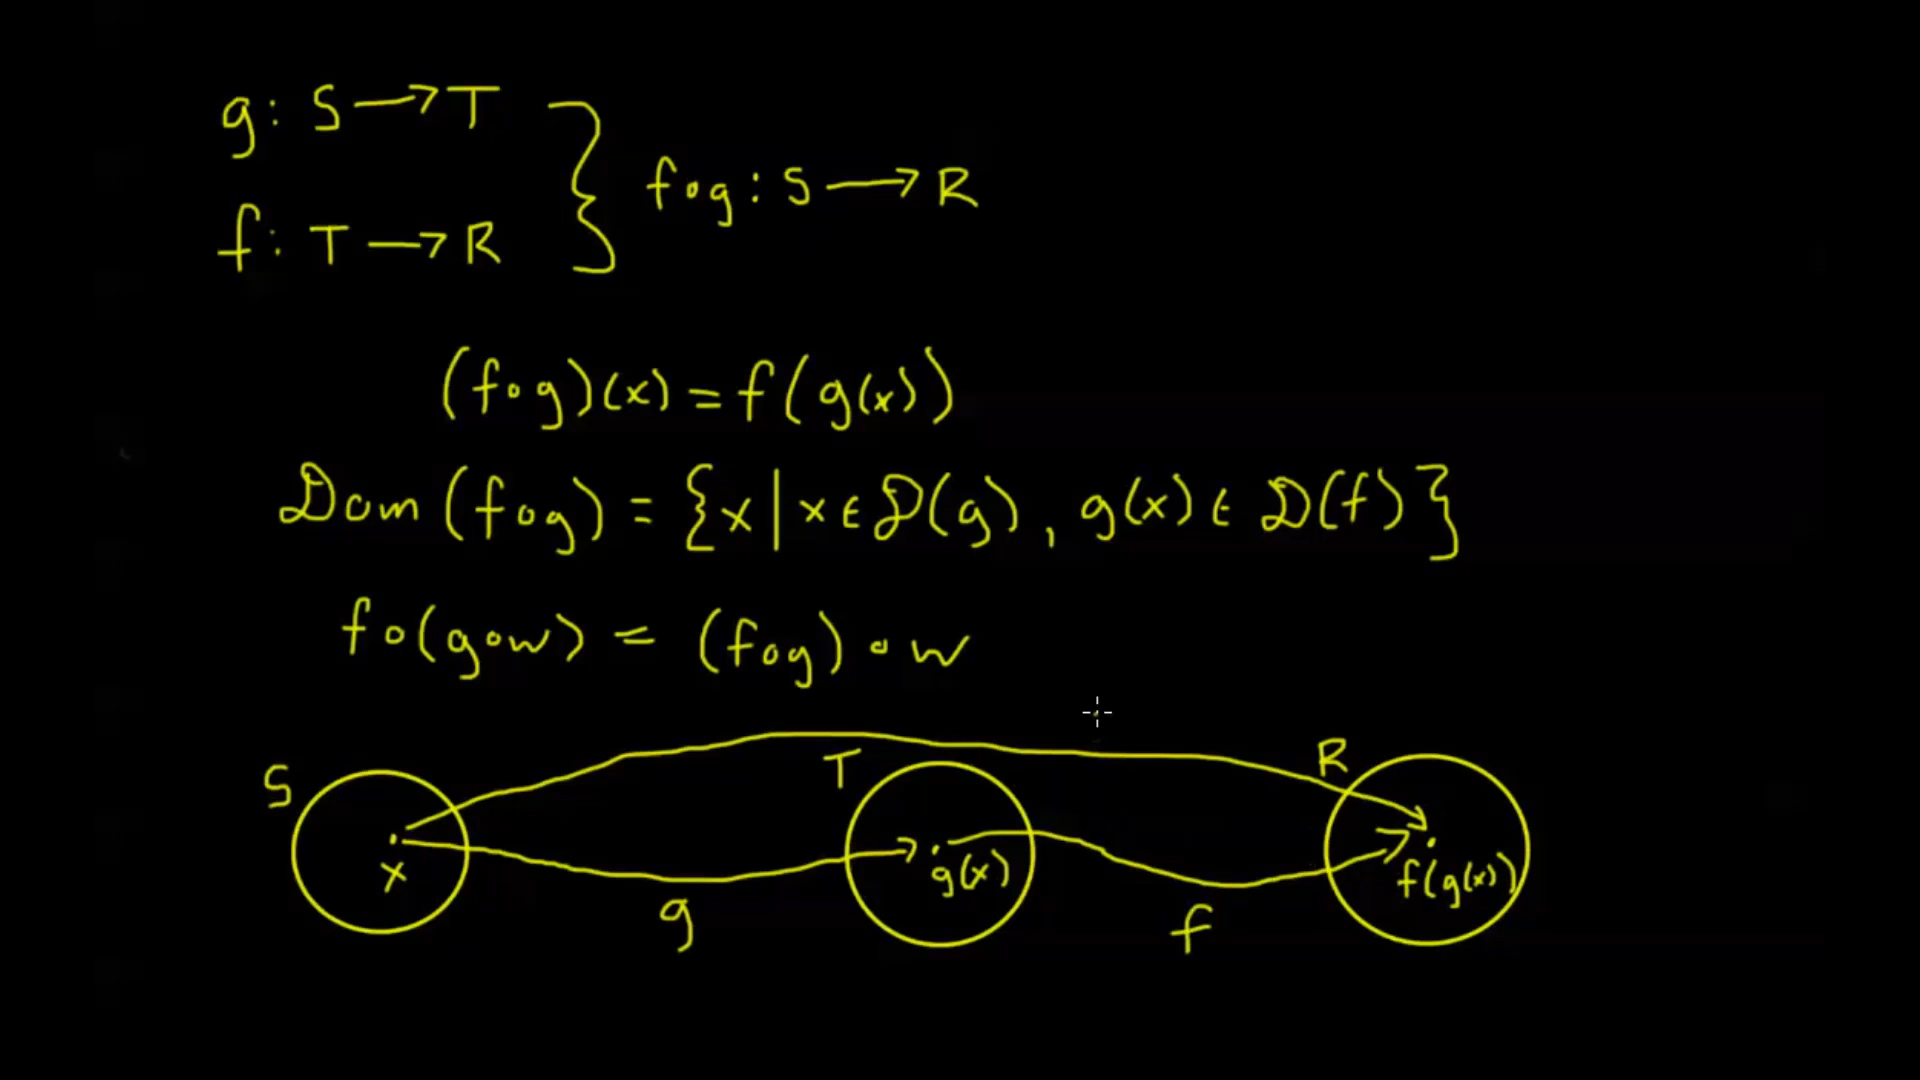 g: S → T
f: T → R
f∘g: S → R
(f∘g)(x) = f(g(x))
Dom (f∘g) = {x | x ∈ D(g), g(x) ∈ D(f)}
f∘(g∘w) = (f∘g)∘w
S T R
x g(x) f(g(x))
g f